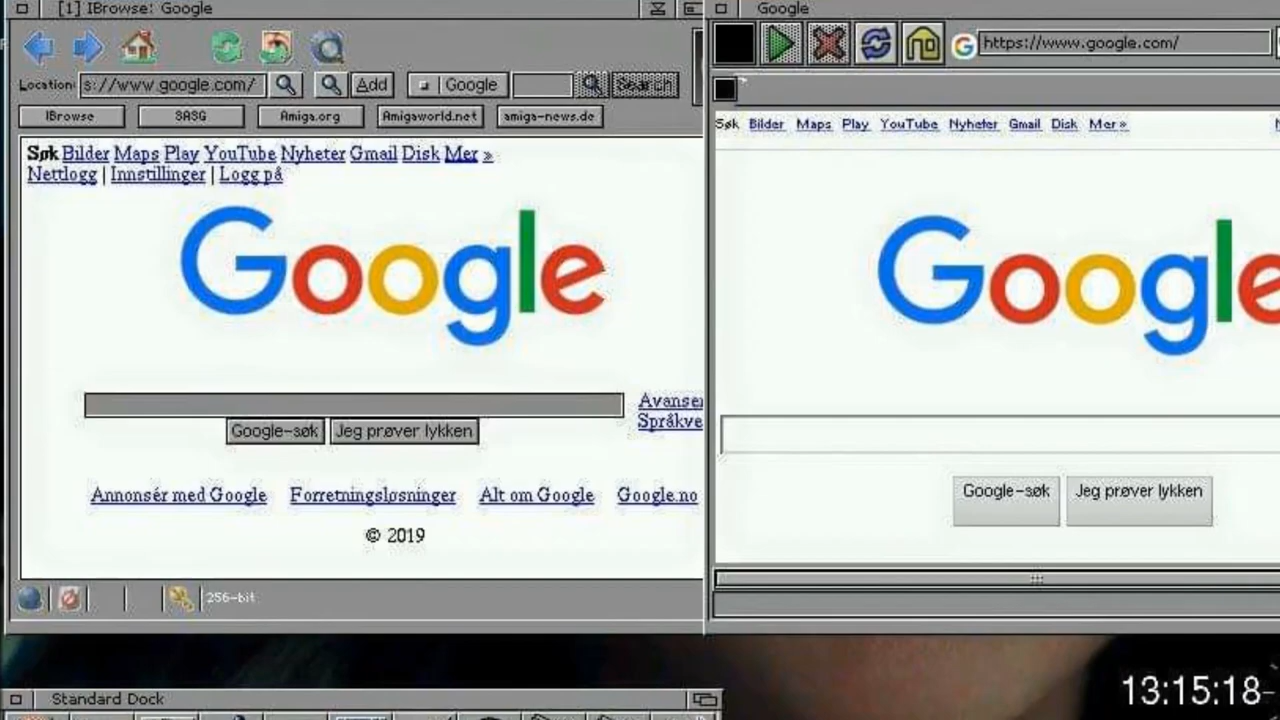 [1] IBrowse: Google
Location: s://www.google.com/ Add | Google Search
IBrowse SASG Amiga.org Amigaworld.net amiga-news.de
Søk Bilder Maps Play YouTube Nyheter Gmail Disk Mer »
Nettlogg | Innstillinger | Logg på
Google
Avanser
Språkve
Google-søk Jeg prøver lykken
Annonsér med Google Forretningsløsninger Alt om Google Google.no
© 2019
256-bit
Google
https://www.google.com/
Søk Bilder Maps Play YouTube Nyheter Gmail Disk Mer »
Google
Google-søk Jeg prøver lykken
Standard Dock
13:15:18